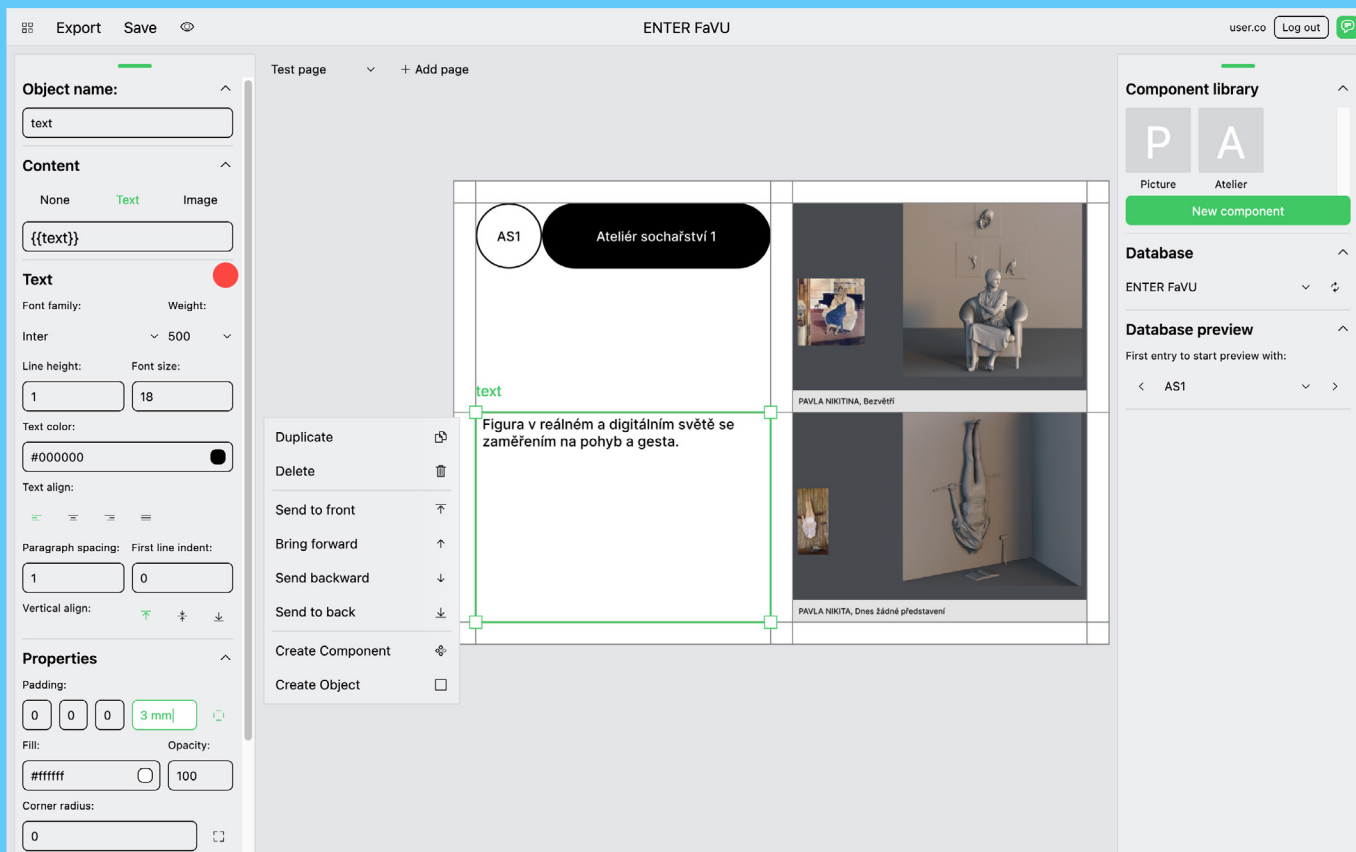 Export Save
ENTER FaVU
user.co Log out
Object name:
text
Content
None Text Image
{{text}}
Text
Font family: Weight:
Inter 500
Line height: Font size:
1 18
Text color:
#000000
Text align:
Paragraph spacing: First line indent:
1 0
Vertical align:
Properties
Padding:
0 0 0 3 mm
Fill: Opacity:
#ffffff 100
Corner radius:
0
Test page + Add page
Duplicate
Delete
Send to front
Bring forward
Send backward
Send to back
Create Component
Create Object
AS1 Ateliér sochařství 1
text
Figura v reálném a digitálním světě se
zaměřením na pohyb a gesta.
PAVLA NIKITINA, Bezvětří
PAVLA NIKITA, Dnes žádné představení
Component library
P A
Picture Atelier
New component
Database
ENTER FaVU
Database preview
First entry to start preview with:
AS1